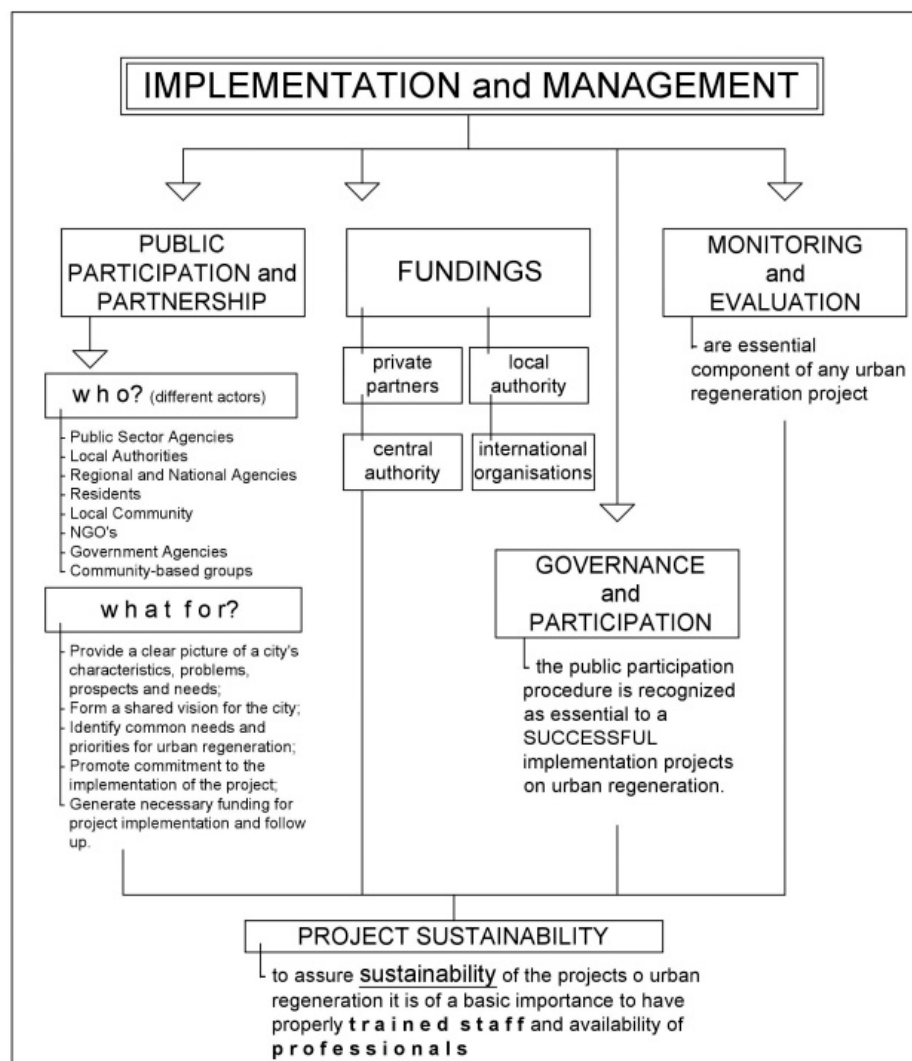 IMPLEMENTATION and MANAGEMENT
PUBLIC
PARTICIPATION and
PARTNERSHIP
w h o? (different actors)
- Public Sector Agencies
- Local Authorities
- Regional and National Agencies
- Residents
- Local Community
- NGO's
- Government Agencies
- Community-based groups
w h a t f o r?
- Provide a clear picture of a city's
characteristics, problems,
prospects and needs;
- Form a shared vision for the city;
- Identify common needs and
priorities for urban regeneration;
- Promote commitment to the
implementation of the project;
- Generate necessary funding for
project implementation and follow
up.
FUNDINGS
private
partners
local
authority
central
authority
international
organisations
GOVERNANCE
and
PARTICIPATION
- the public participation
procedure is recognized
as essential to a
SUCCESSFUL
implementation projects
on urban regeneration.
MONITORING
and
EVALUATION
- are essential
component of any urban
regeneration project
PROJECT SUSTAINABILITY
- to assure sustainability of the projects o urban
regeneration it is of a basic importance to have
properly t r a i n e d s t a f f and availability of
p r o f e s s i o n a l s